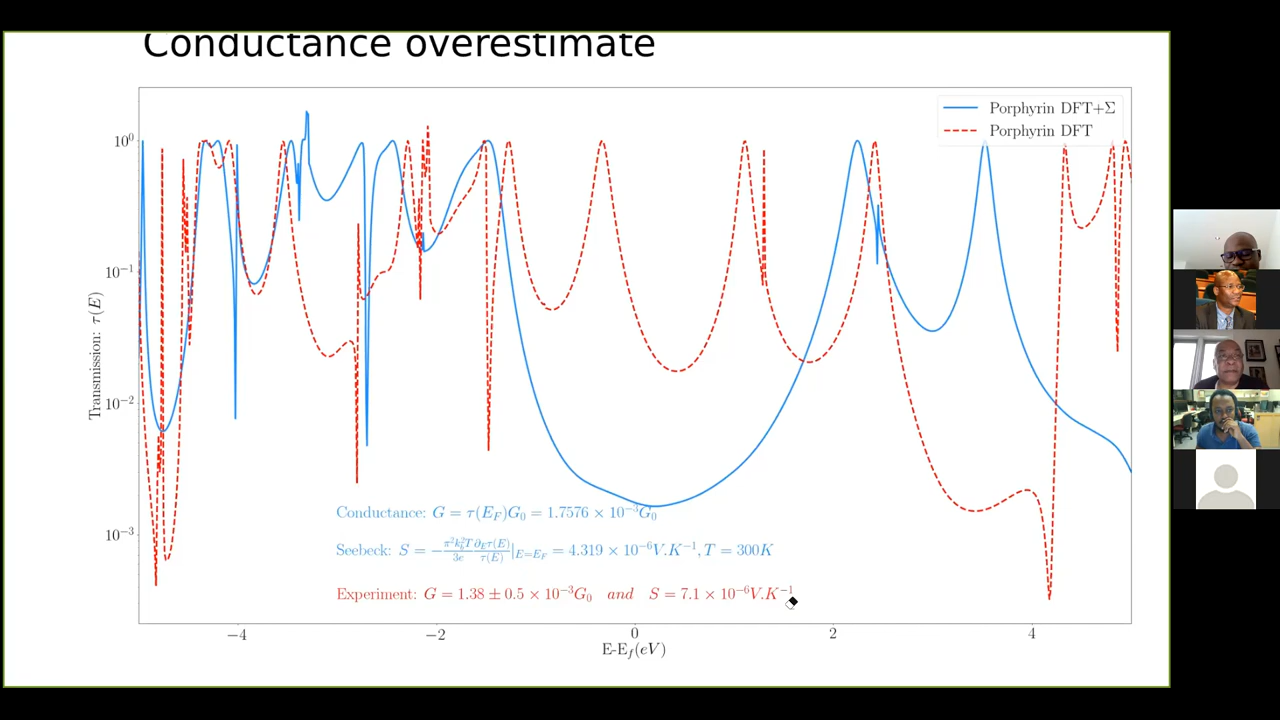 Conductance overestimate
Porphyrin DFT+Σ
Porphyrin DFT
10⁰
10⁻¹
10⁻²
10⁻³
Transmission: τ(E)
Conductance: G = τ(E_F)G₀ = 1.7576 × 10⁻³G₀
Seebeck: S = −\frac{π²k_b²T}{3e}\frac{∂_Eτ(E)}{τ(E)}|_{E=E_F} = 4.319 × 10⁻⁶V.K⁻¹, T = 300K
Experiment: G = 1.38 ± 0.5 × 10⁻³G₀ and S = 7.1 × 10⁻⁶V.K⁻¹
−4 −2 0 2 4
E-E_f(eV)